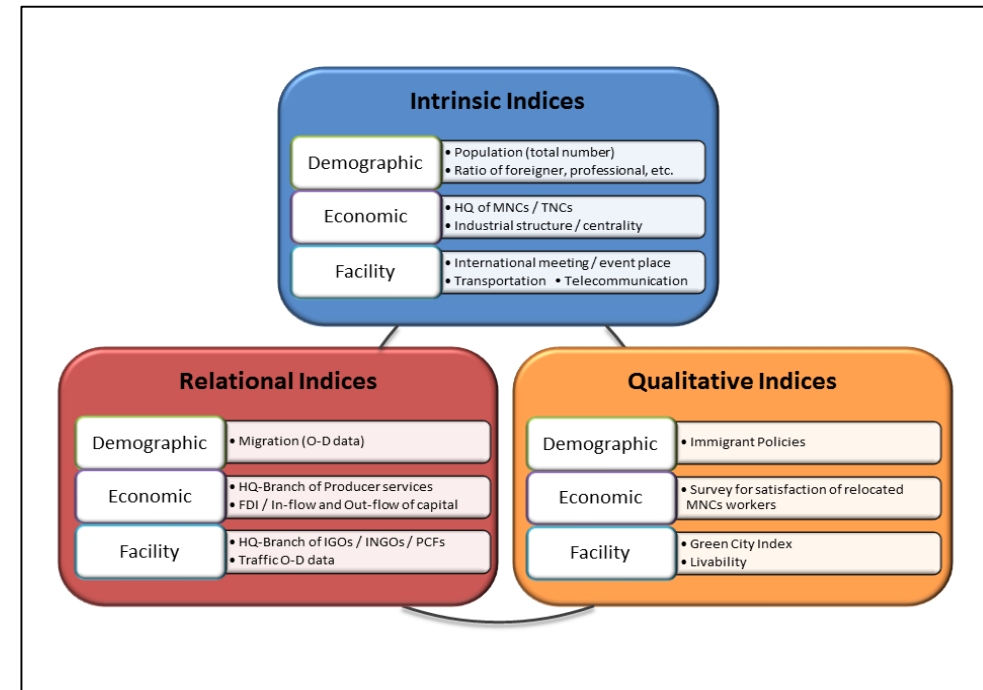 Intrinsic Indices
Demographic
• Population (total number)
• Ratio of foreigner, professional, etc.
Economic
• HQ of MNCs / TNCs
• Industrial structure / centrality
Facility
• International meeting / event place
• Transportation • Telecommunication
Relational Indices
Demographic
• Migration (O-D data)
Economic
• HQ-Branch of Producer services
• FDI / In-flow and Out-flow of capital
Facility
• HQ-Branch of IGOs / INGOs / PCFs
• Traffic O-D data
Qualitative Indices
Demographic
• Immigrant Policies
Economic
• Survey for satisfaction of relocated
MNCs workers
Facility
• Green City Index
• Livability